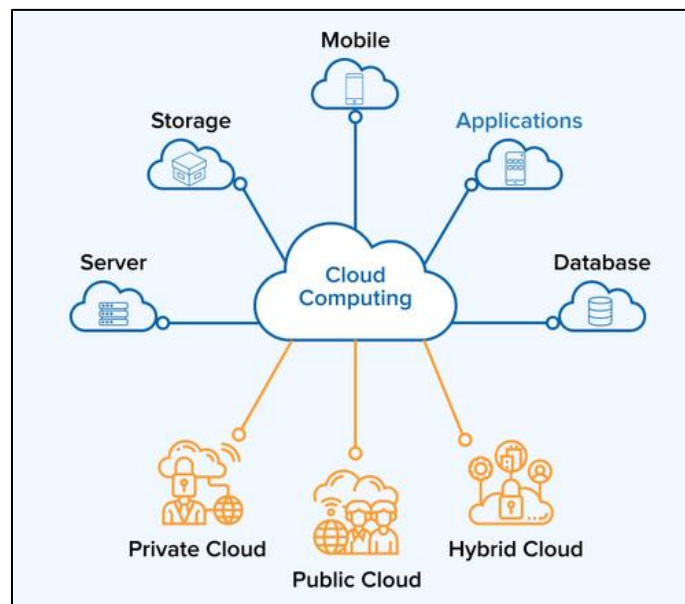 Mobile
Storage
Applications
Server
Cloud
Computing
Database
Private Cloud
Public Cloud
Hybrid Cloud